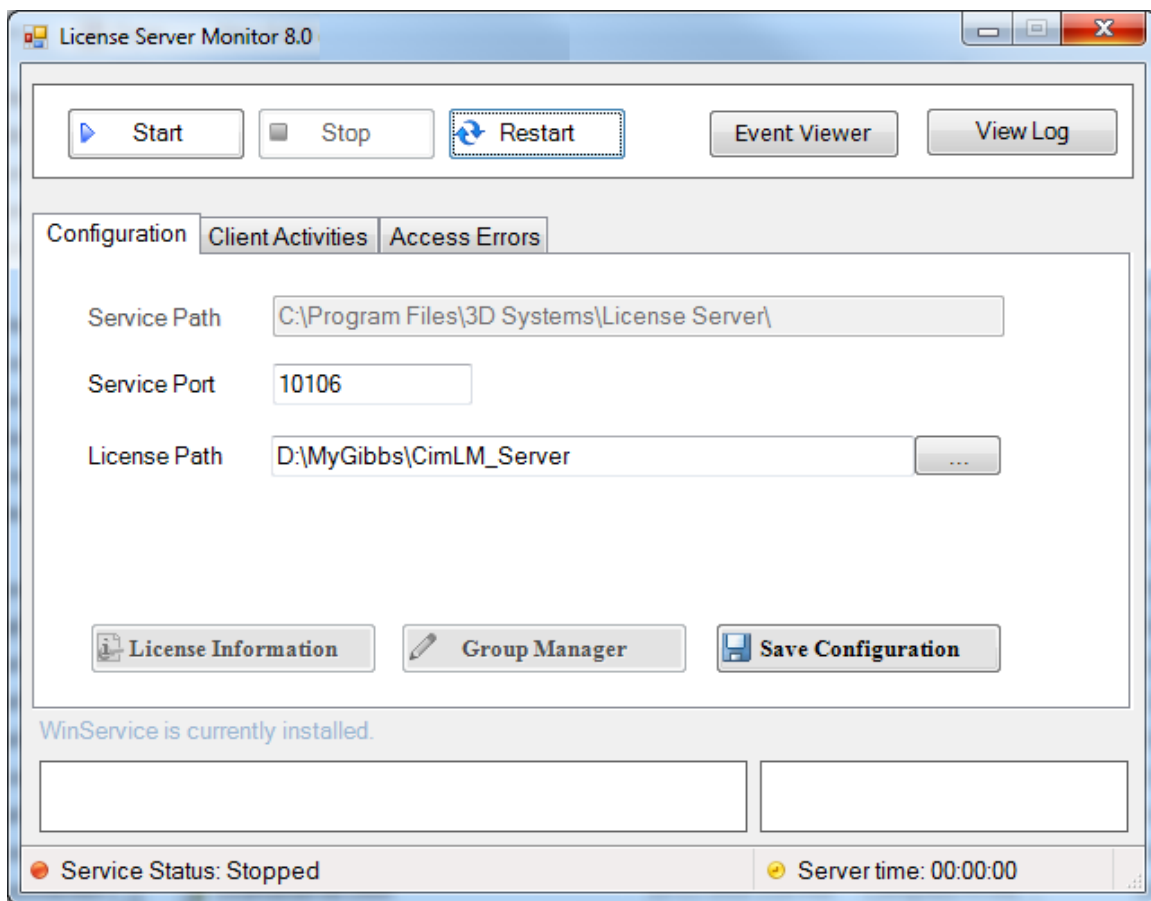 License Server Monitor 8.0
Start Stop Restart Event Viewer View Log
Configuration Client Activities Access Errors
Service Path C:\Program Files\3D Systems\License Server\
Service Port 10106
License Path D:\MyGibbs\CimLM_Server ...
License Information Group Manager Save Configuration
WinService is currently installed.
Service Status: Stopped Server time: 00:00:00